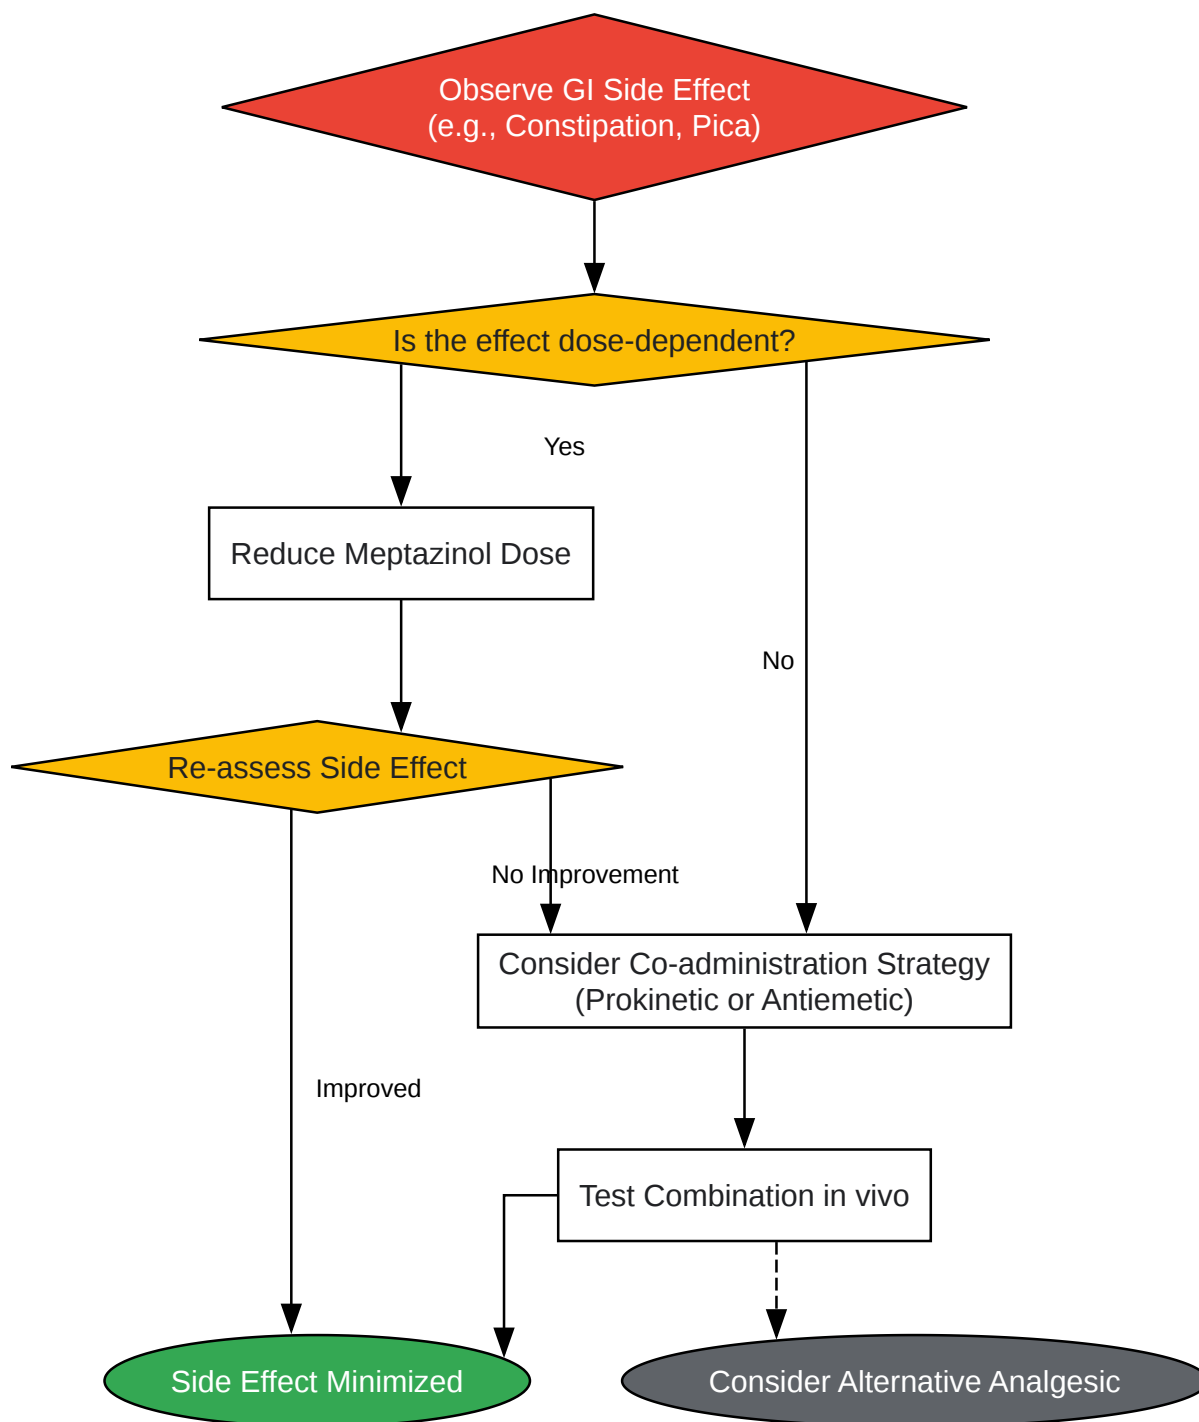 Observe GI Side Effect
(e.g., Constipation, Pica)
Is the effect dose-dependent?
Yes
Reduce Meptazinol Dose
No
Re-assess Side Effect
No Improvement
Consider Co-administration Strategy
(Prokinetic or Antiemetic)
Improved
Test Combination in vivo
Side Effect Minimized
Consider Alternative Analgesic